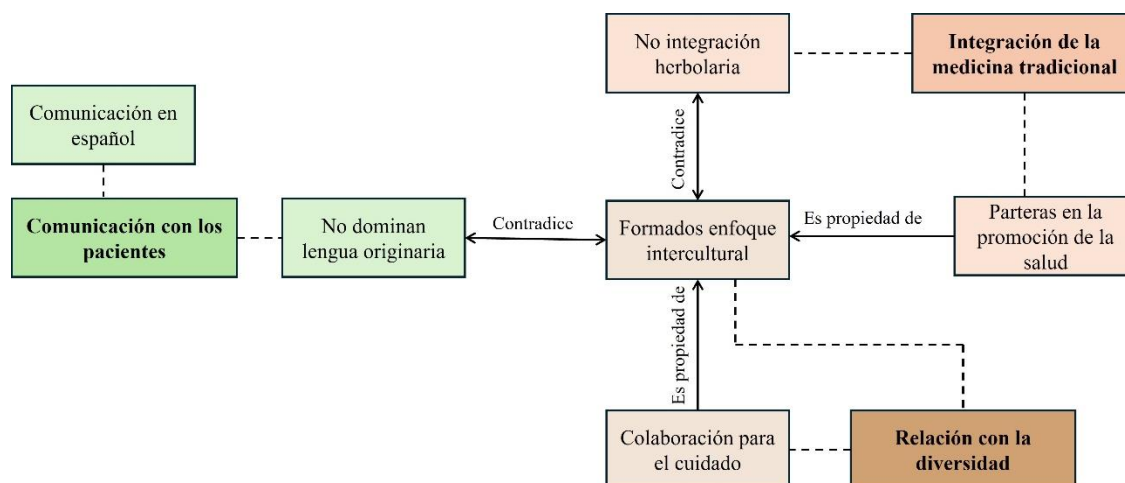 No integración
herbolaria
Integración de la
medicina tradicional
Comunicación en
español
Contradice
Comunicación con los
pacientes
No dominan
lengua originaria
Contradice
Formados enfoque
intercultural
Es propiedad de
Parteras en la
promoción de la
salud
Es propiedad de
Colaboración para
el cuidado
Relación con la
diversidad